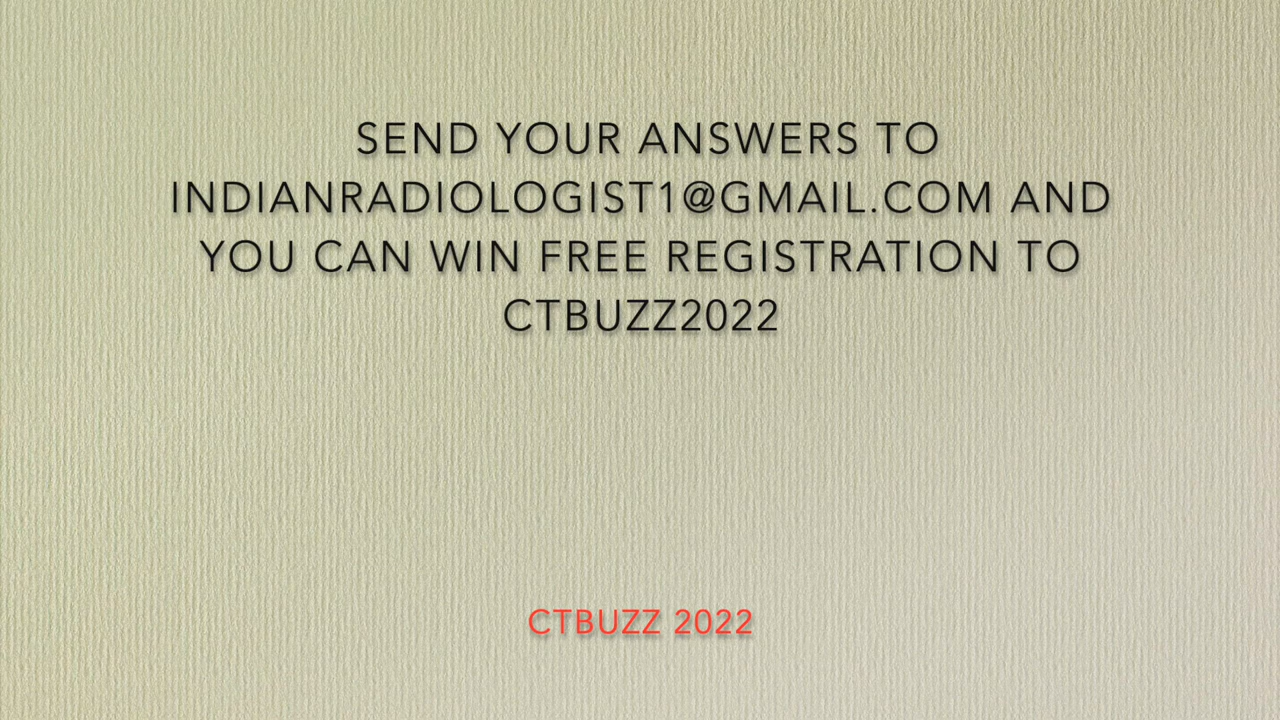 SEND YOUR ANSWERS TO
INDIANRADIOLOGIST1@GMAIL.COM AND
YOU CAN WIN FREE REGISTRATION TO
CTBUZZ2022
CTBUZZ 2022